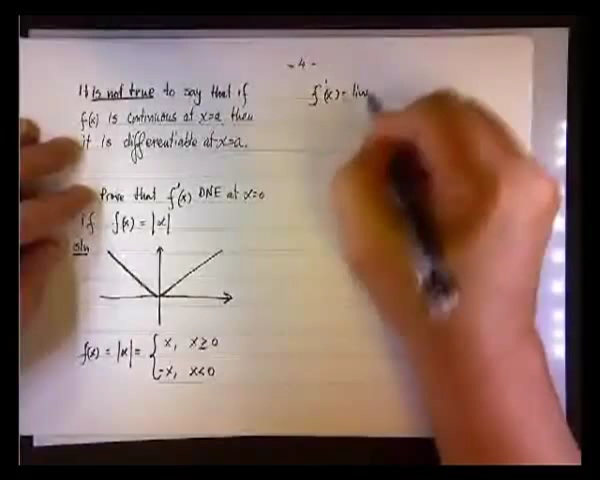 - 4 -
It is not true to say that if
f(x) is continuous at x=a, then
it is differentiable at x=a.
Prove that f'(x) DNE at x=0
if f(x) = |x|
soln
f(x) = |x| = { x, x ≥ 0
-x, x < 0
f'(x) = lim